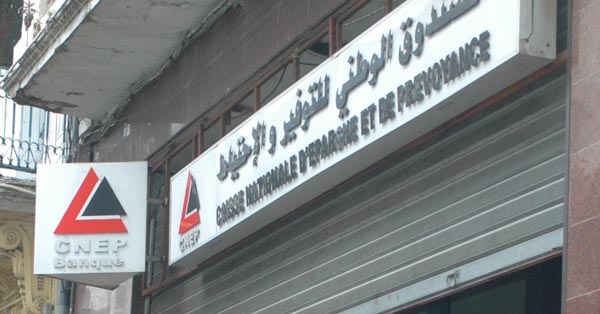 الصندوق الوطني للتوفير و الإحتياط
CAISSE NATIONALE D'EPARGNE ET DE PREVOYANCE
CNEP
CNEP
Banque